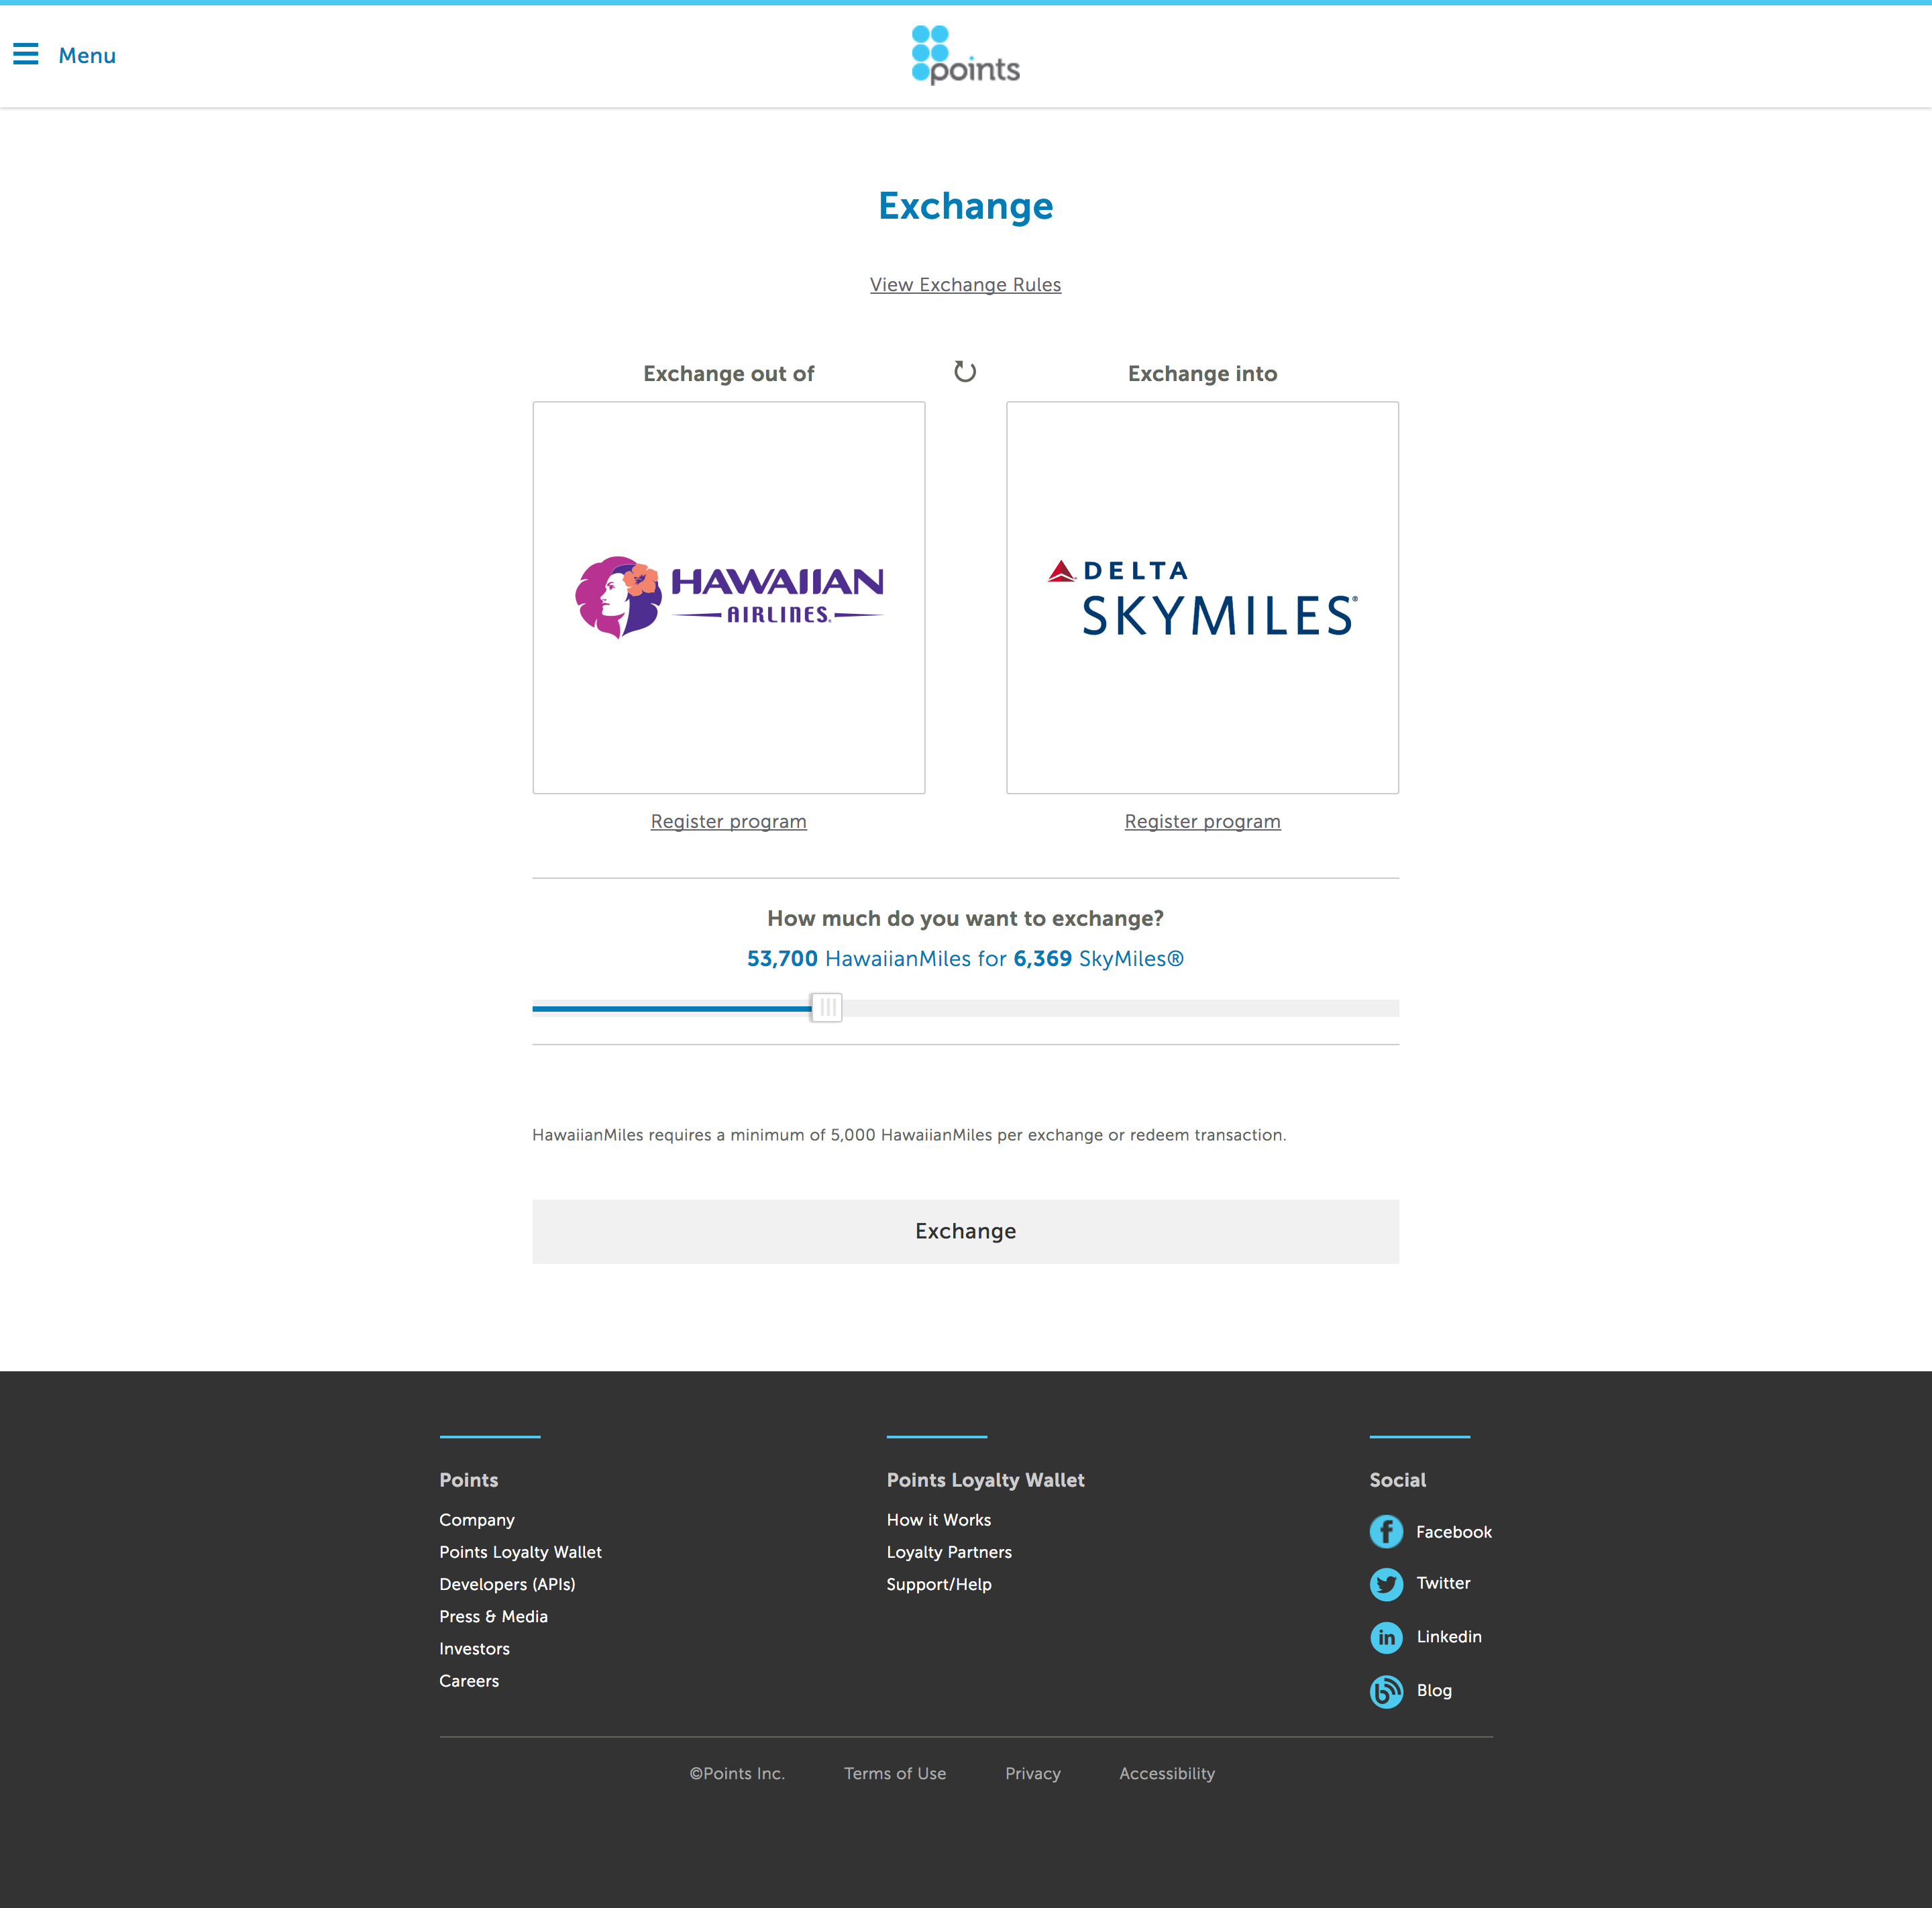 Menu
points
Exchange
View Exchange Rules
Exchange out of
Exchange into
HAWAIIAN
AIRLINES®
DELTA
SKYMILES®
Register program
Register program
How much do you want to exchange?
53,700 HawaiianMiles for 6,369 SkyMiles®
HawaiianMiles requires a minimum of 5,000 HawaiianMiles per exchange or redeem transaction.
Exchange
Points
Company
Points Loyalty Wallet
Developers (APIs)
Press & Media
Investors
Careers
Points Loyalty Wallet
How it Works
Loyalty Partners
Support/Help
Social
Facebook
Twitter
Linkedin
Blog
©Points Inc.
Terms of Use
Privacy
Accessibility